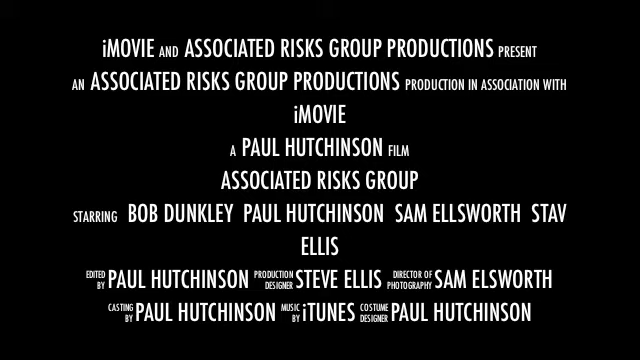 iMOVIE AND ASSOCIATED RISKS GROUP PRODUCTIONS PRESENT
AN ASSOCIATED RISKS GROUP PRODUCTIONS PRODUCTION IN ASSOCIATION WITH
iMOVIE
A PAUL HUTCHINSON FILM
ASSOCIATED RISKS GROUP
STARRING BOB DUNKLEY PAUL HUTCHINSON SAM ELLSWORTH STAV
ELLIS
EDITED BY PAUL HUTCHINSON PRODUCTION DESIGNER STEVE ELLIS DIRECTOR OF PHOTOGRAPHY SAM ELSWORTH
CASTING BY PAUL HUTCHINSON MUSIC BY iTUNES COSTUME DESIGNER PAUL HUTCHINSON